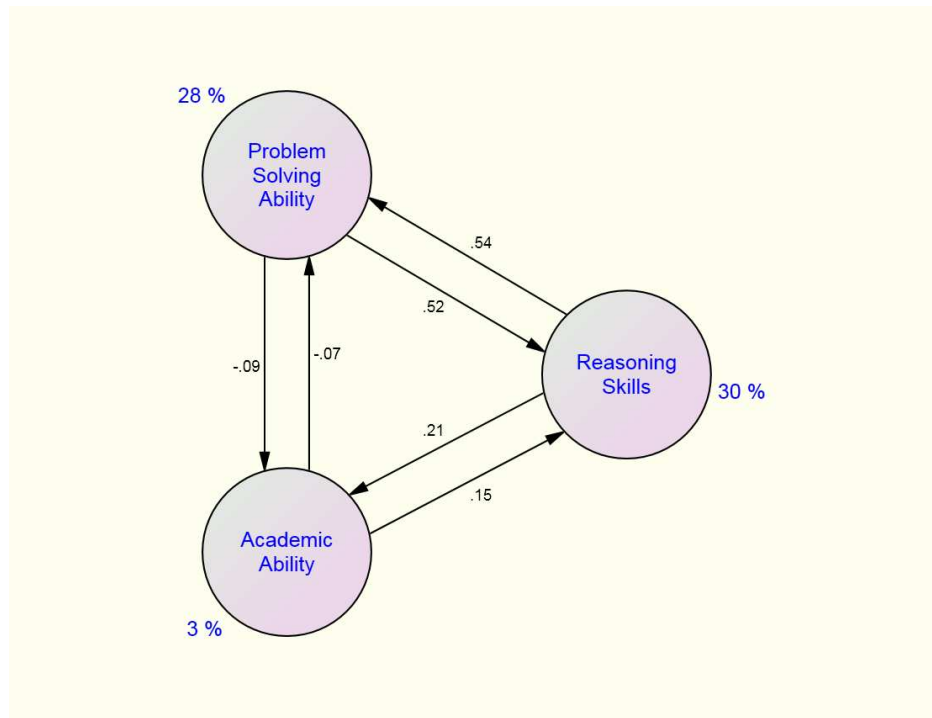 28 %
Problem
Solving
Ability
.54
.52
-.07
-.09
Reasoning
Skills
30 %
.21
.15
Academic
Ability
3 %